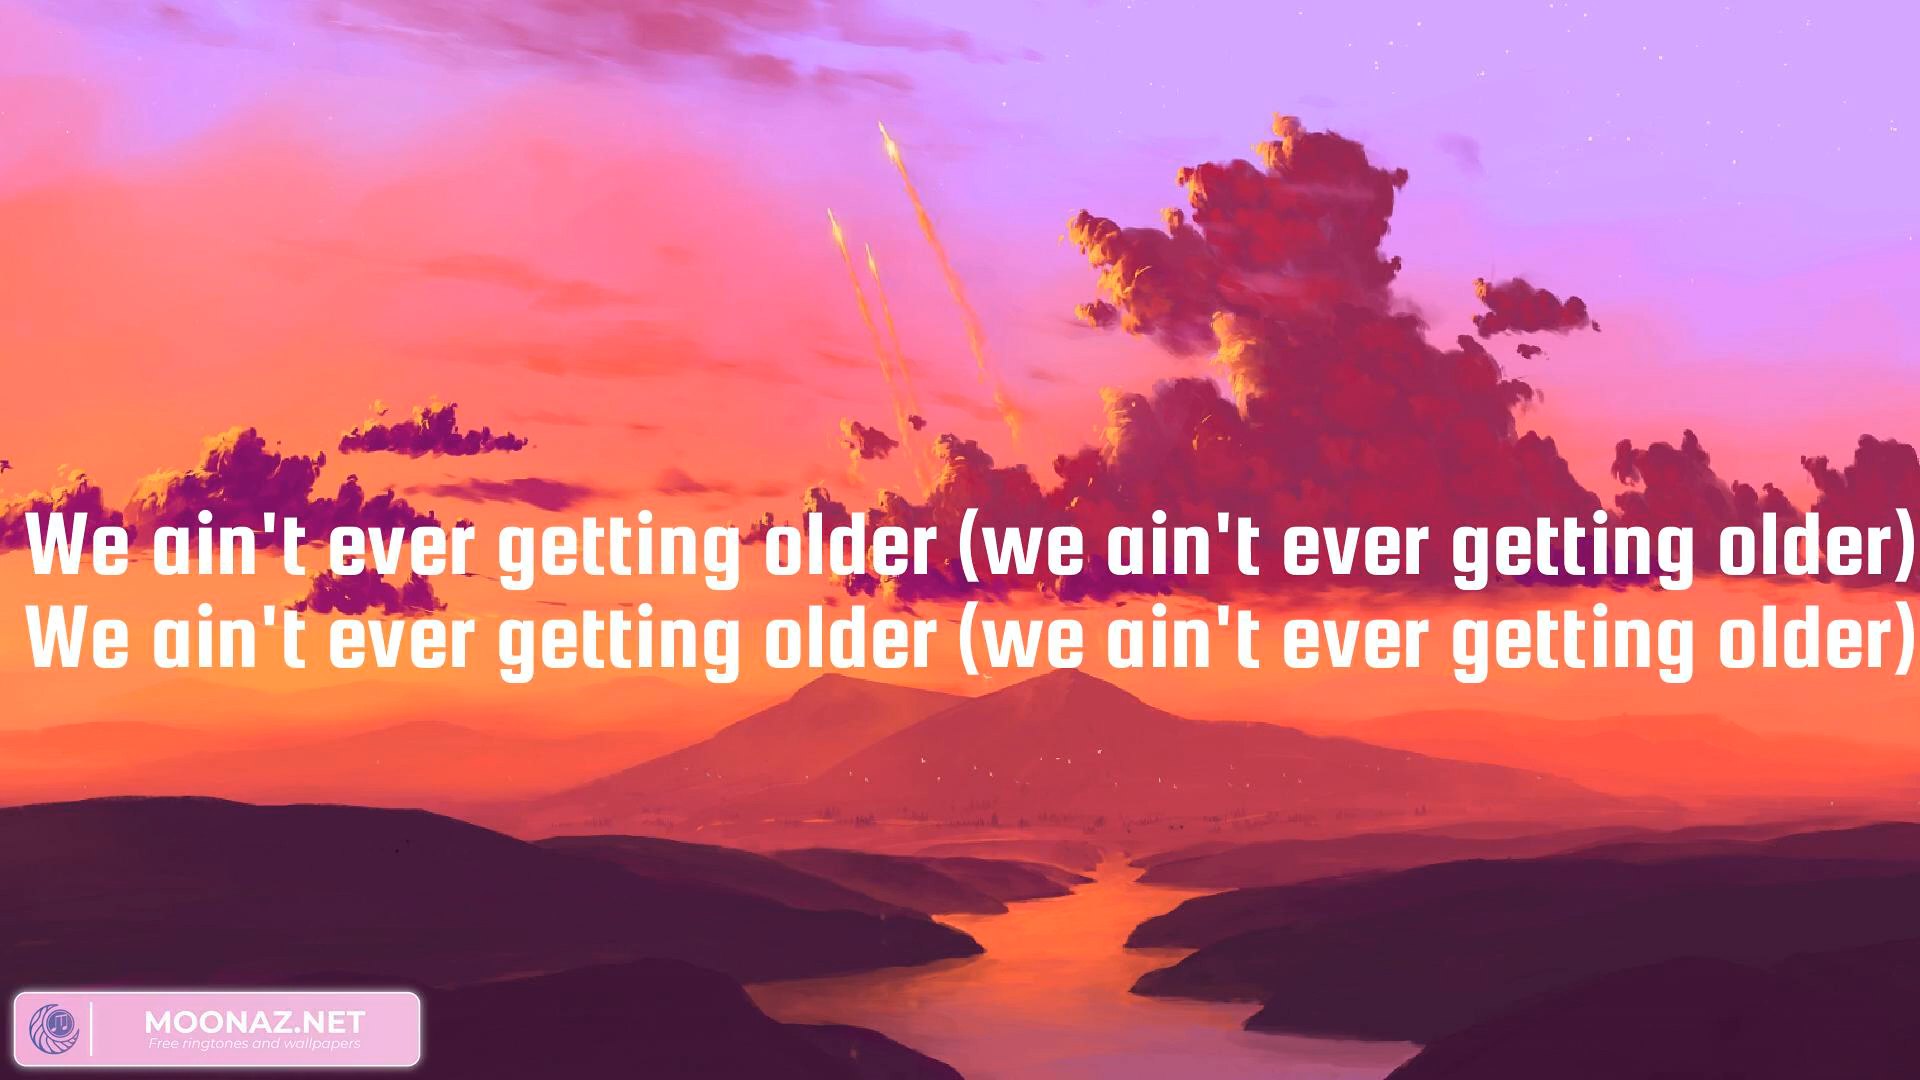 We ain't ever getting older (we ain't ever getting older)
We ain't ever getting older (we ain't ever getting older)
MOONAZ.NET
Free ringtones and wallpapers